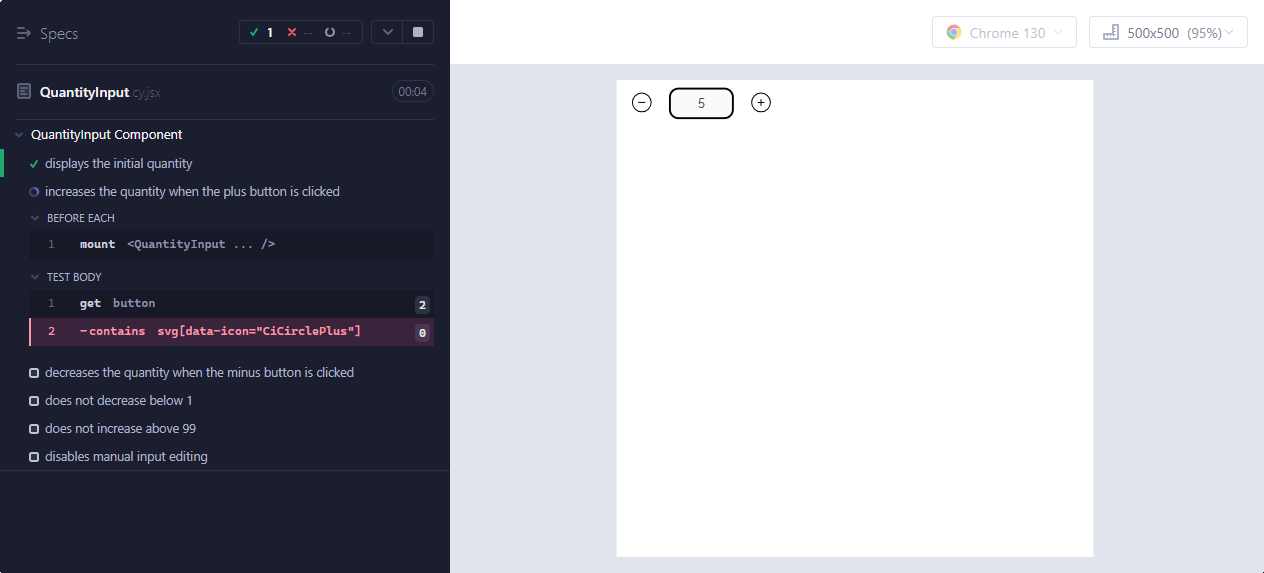 Specs
1 -- --
QuantityInput.cy.jsx 00:04
QuantityInput Component
displays the initial quantity
increases the quantity when the plus button is clicked
BEFORE EACH
1 mount <QuantityInput ... />
TEST BODY
1 get button 2
2 -contains svg[data-icon="CiCirclePlus"] 0
decreases the quantity when the minus button is clicked
does not decrease below 1
does not increase above 99
disables manual input editing
Chrome 130 500x500 (95%)
− 5 +